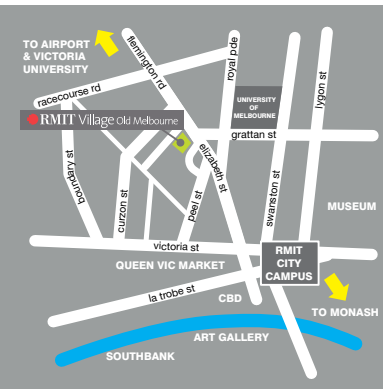 TO AIRPORT
& VICTORIA
UNIVERSITY
flemington rd
royal pde
lygon st
racecourse rd
UNIVERSITY
OF
MELBOURNE
RMIT Village Old Melbourne
grattan st
elizabeth st
boundary st
curzon st
peel st
swanston st
MUSEUM
victoria st
RMIT
CITY
CAMPUS
QUEEN VIC MARKET
la trobe st
CBD
TO MONASH
ART GALLERY
SOUTHBANK